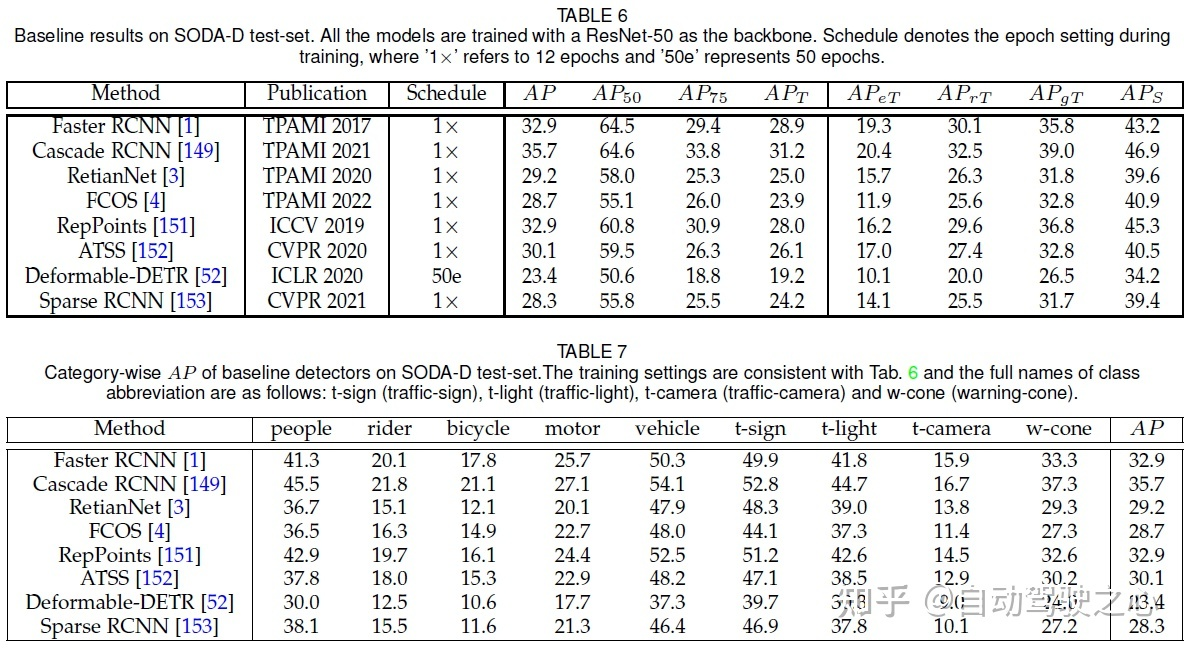 TABLE 6
Baseline results on SODA-D test-set. All the models are trained with a ResNet-50 as the backbone. Schedule denotes the epoch setting during
training, where '1×' refers to 12 epochs and '50e' represents 50 epochs.
Method Publication Schedule AP AP50 AP75 APT APeT APrT APgT APS
Faster RCNN [1] TPAMI 2017 1× 32.9 64.5 29.4 28.9 19.3 30.1 35.8 43.2
Cascade RCNN [149] TPAMI 2021 1× 35.7 64.6 33.8 31.2 20.4 32.5 39.0 46.9
RetianNet [3] TPAMI 2020 1× 29.2 58.0 25.3 25.0 15.7 26.3 31.8 39.6
FCOS [4] TPAMI 2022 1× 28.7 55.1 26.0 23.9 11.9 25.6 32.8 40.9
RepPoints [151] ICCV 2019 1× 32.9 60.8 30.9 28.0 16.2 29.6 36.8 45.3
ATSS [152] CVPR 2020 1× 30.1 59.5 26.3 26.1 17.0 27.4 32.8 40.5
Deformable-DETR [52] ICLR 2020 50e 23.4 50.6 18.8 19.2 10.1 20.0 26.5 34.2
Sparse RCNN [153] CVPR 2021 1× 28.3 55.8 25.5 24.2 14.1 25.5 31.7 39.4
TABLE 7
Category-wise AP of baseline detectors on SODA-D test-set.The training settings are consistent with Tab. 6 and the full names of class
abbreviation are as follows: t-sign (traffic-sign), t-light (traffic-light), t-camera (traffic-camera) and w-cone (warning-cone).
Method people rider bicycle motor vehicle t-sign t-light t-camera w-cone AP
Faster RCNN [1] 41.3 20.1 17.8 25.7 50.3 49.9 41.8 15.9 33.3 32.9
Cascade RCNN [149] 45.5 21.8 21.1 27.1 54.1 52.8 44.7 16.7 37.3 35.7
RetianNet [3] 36.7 15.1 12.1 20.1 47.9 48.3 39.0 13.8 29.3 29.2
FCOS [4] 36.5 16.3 14.9 22.7 48.0 44.1 37.3 11.4 27.3 28.7
RepPoints [151] 42.9 19.7 16.1 24.4 52.5 51.2 42.6 14.5 32.6 32.9
ATSS [152] 37.8 18.0 15.3 22.9 48.2 47.1 38.5 12.9 30.2 30.1
Deformable-DETR [52] 30.0 12.5 10.6 17.7 37.3 39.7 23.4
Sparse RCNN [153] 38.1 15.5 11.6 21.3 46.4 46.9 37.8 10.1 27.2 28.3
知乎 @自动驾驶之心